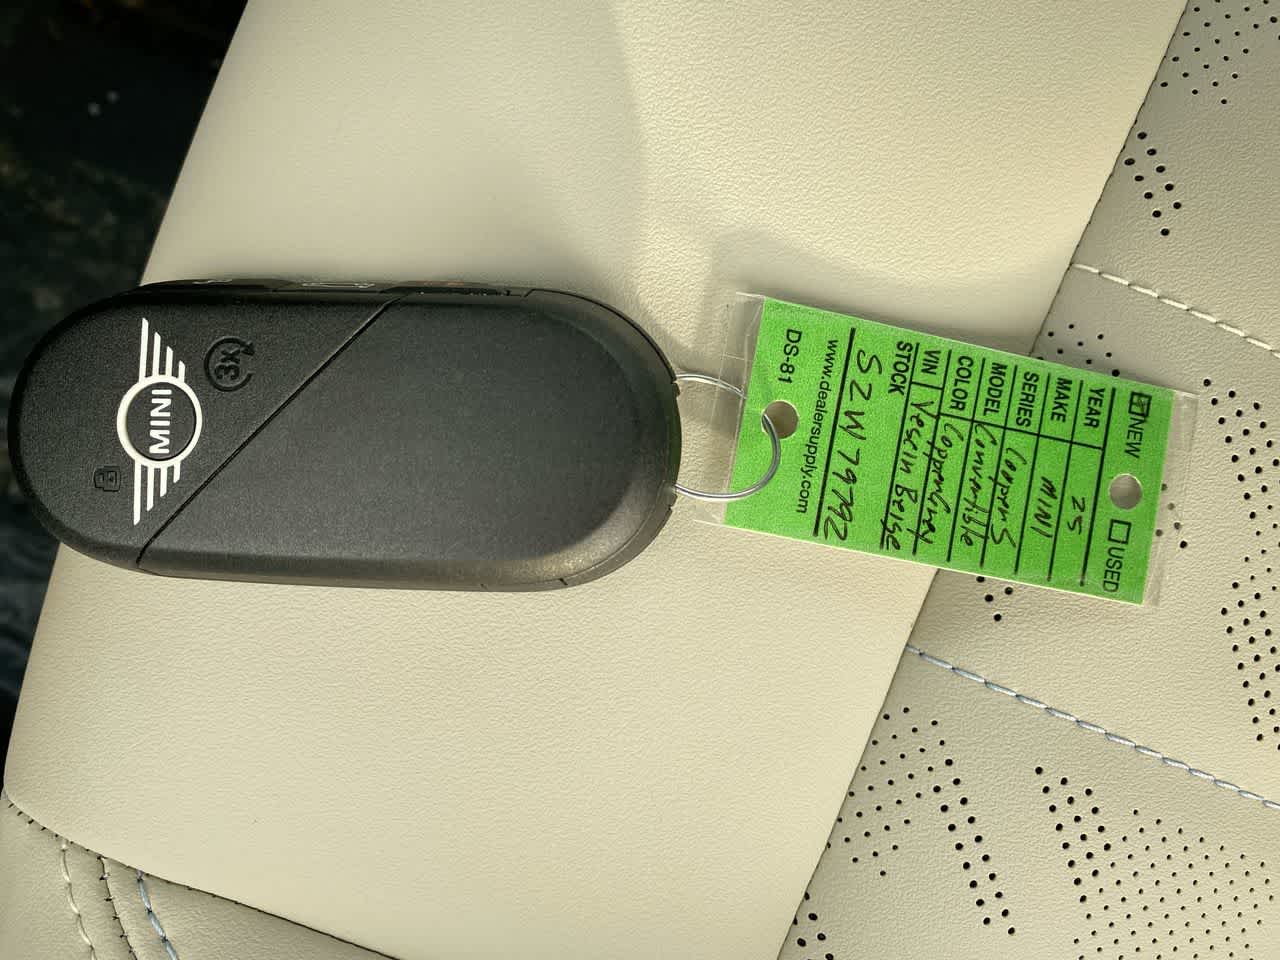 MINI
3x
NEW USED
YEAR 25
MAKE MINI
SERIES Cooper S
MODEL Convertible
COLOR Copper Grey
VIN Vescin Beige
STOCK
S2W79792
www.dealersupply.com
DS-81